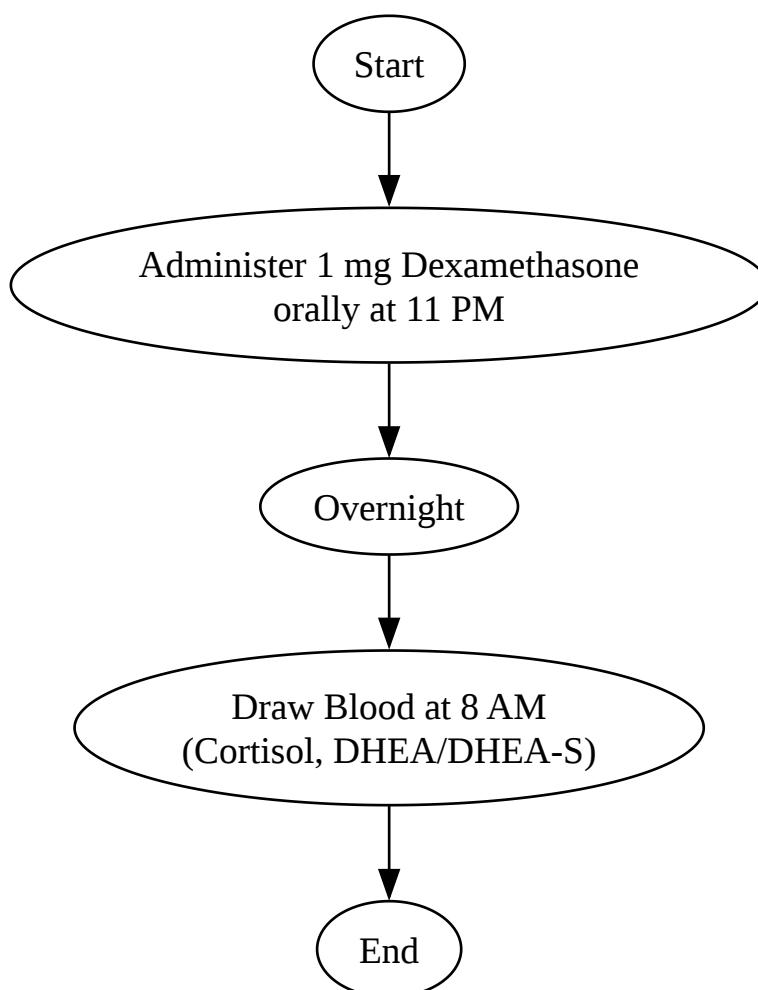 Start
Administer 1 mg Dexamethasone
orally at 11 PM
Overnight
Draw Blood at 8 AM
(Cortisol, DHEA/DHEA-S)
End